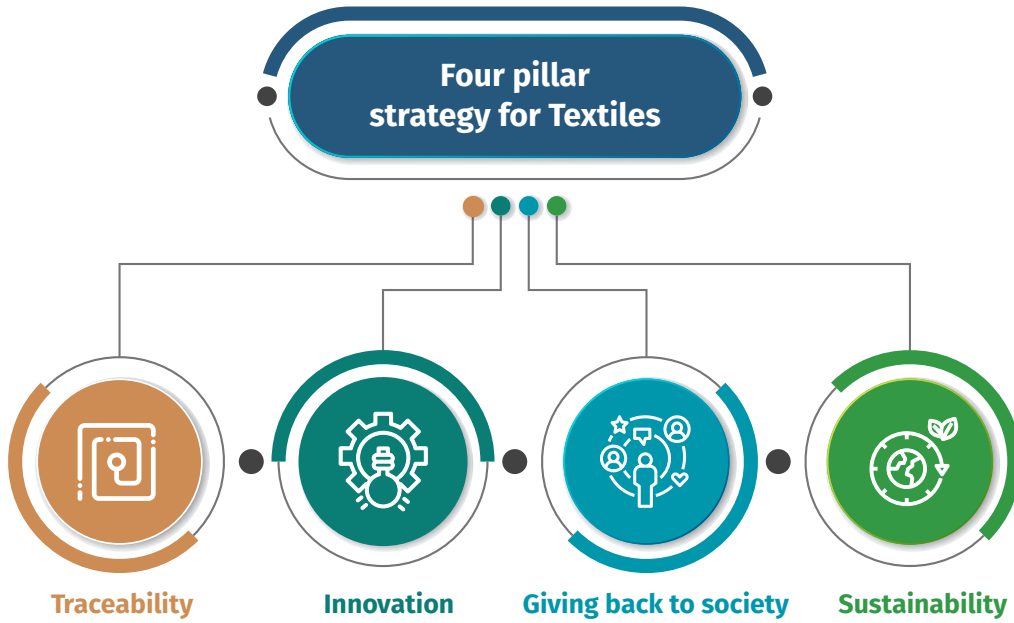 Four pillar
strategy for Textiles
Traceability
Innovation
Giving back to society
Sustainability